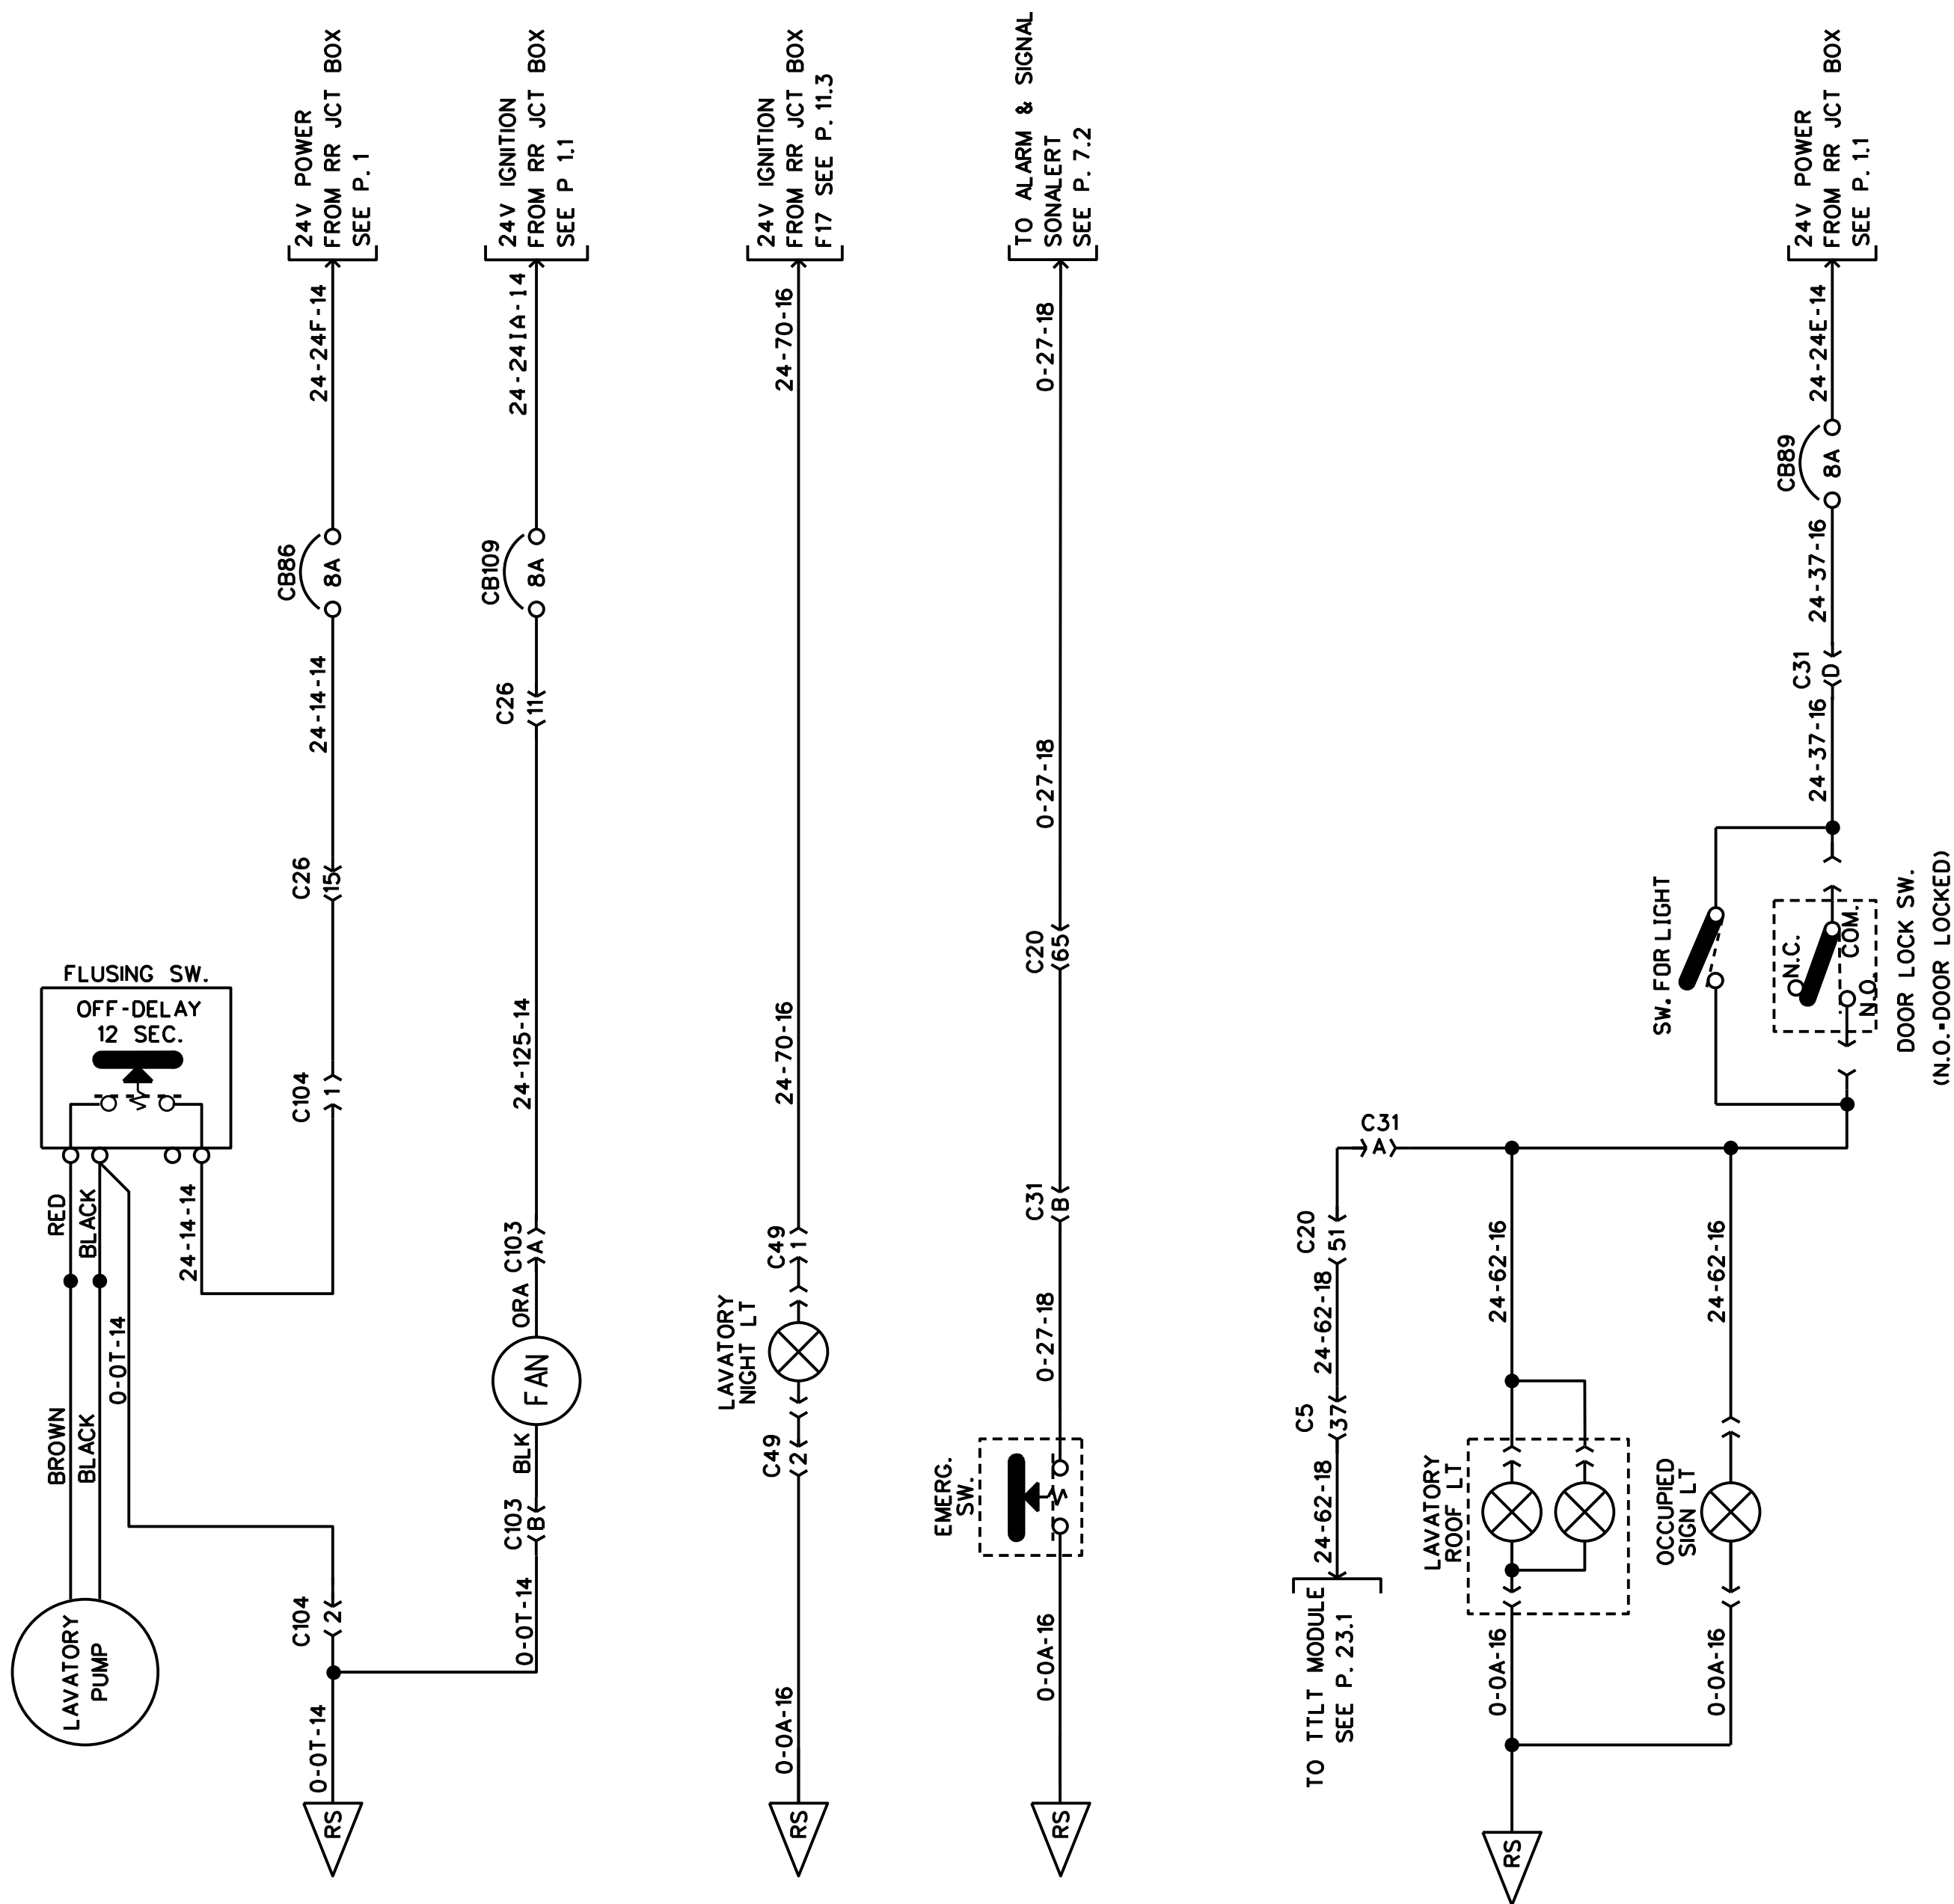 24V POWER
FROM RR JCT BOX
SEE P. 1
24-24F-14
CB86
8A
24-14-14
C26
15
C104
1
FLUSING SW.
OFF-DELAY
12 SEC.
RED
BLACK
24-14-14
BROWN
BLACK
0-0T-14
LAVATORY
PUMP
C104
2
0-0T-14
RS
24V IGNITION
FROM RR JCT BOX
SEE P 1.1
24-24IA-14
CB109
8A
C26
11
24-125-14
C103
A
ORA
FAN
BLK
C103
B
0-0T-14
24V IGNITION
FROM RR JCT BOX
F17 SEE P. 11.3
24-70-16
24-70-16
C49
1
LAVATORY
NIGHT LT
C49
2
0-0A-16
RS
TO ALARM & SIGNAL
SONALERT
SEE P. 7.2
0-27-18
0-27-18
C20
65
C31
B
0-27-18
EMERG.
SW.
0-0A-16
RS
24V POWER
FROM RR JCT BOX
SEE P. 1.1
24-24E-14
CB89
8A
24-37-16
C31
D
24-37-16
SW. FOR LIGHT
N.C.
COM.
N.O.
DOOR LOCK SW.
(N.O.=DOOR LOCKED)
C31
A
C20
51
24-62-18
C5
37
24-62-18
TO TTLT MODULE
SEE P. 23.1
24-62-16
LAVATORY
ROOF LT
0-0A-16
24-62-16
OCCUPIED
SIGN LT
0-0A-16
RS